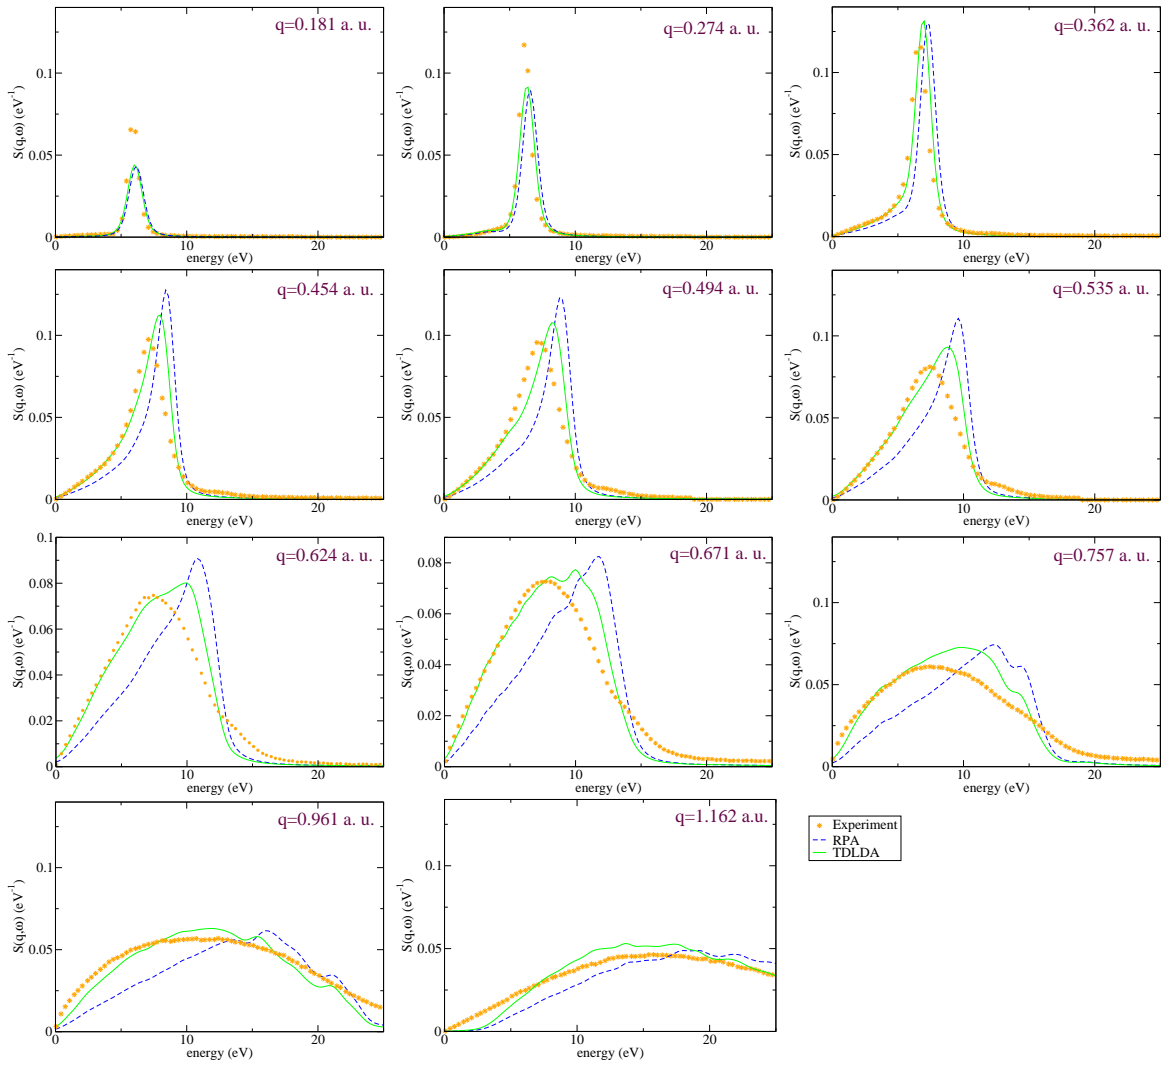 q=0.181 a. u.
S(q,ω) (eV⁻¹)
0.1
0.05
0
0 10 20
energy (eV)
q=0.274 a. u.
S(q,ω) (eV⁻¹)
0.1
0.05
0
0 10 20
energy (eV)
q=0.362 a. u.
S(q,ω) (eV⁻¹)
0.1
0.05
0
0 10 20
energy (eV)
q=0.454 a. u.
S(q,ω) (eV⁻¹)
0.1
0.05
0
0 10 20
energy (eV)
q=0.494 a. u.
S(q,ω) (eV⁻¹)
0.1
0.05
0
0 10 20
energy (eV)
q=0.535 a. u.
S(q,ω) (eV⁻¹)
0.1
0.05
0
0 10 20
energy (eV)
q=0.624 a. u.
S(q,ω) (eV⁻¹)
0.1
0.08
0.06
0.04
0.02
0
0 10 20
energy (eV)
q=0.671 a. u.
S(q,ω) (eV⁻¹)
0.08
0.06
0.04
0.02
0
0 10 20
energy (eV)
q=0.757 a. u.
S(q,ω) (eV⁻¹)
0.1
0.05
0
0 10 20
energy (eV)
q=0.961 a. u.
S(q,ω) (eV⁻¹)
0.1
0.05
0
0 10 20
energy (eV)
q=1.162 a.u.
S(q,ω) (eV⁻¹)
0.1
0.05
0
0 10 20
energy (eV)
Experiment
RPA
TDLDA